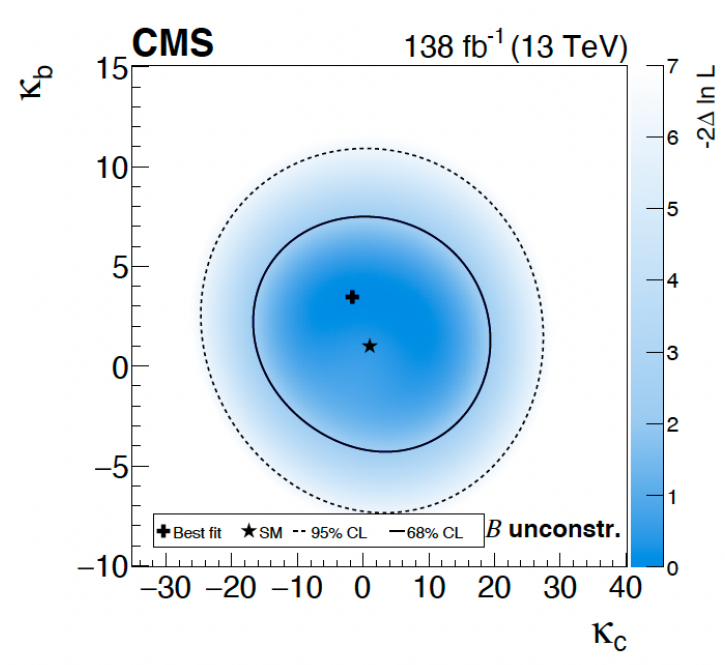 CMS 138 fb⁻¹ (13 TeV)
κ_b
15
10
5
0
−5
−10
−30 −20 −10 0 10 20 30 40
κ_c
Best fit SM 95% CL 68% CL
B unconstr.
7
6
5
4
3
2
1
0
-2Δ ln L